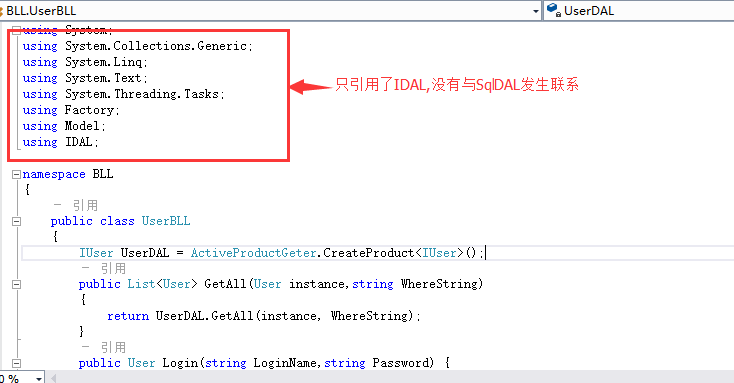 BLL.UserBLL
UserDAL
using System;
using System.Collections.Generic;
using System.Linq;
using System.Text;
using System.Threading.Tasks;
using Factory;
using Model;
using IDAL;
只引用了IDAL,没有与SqlDAL发生联系
namespace BLL
{
一 引用
public class UserBLL
{
IUser UserDAL = ActiveProductGeter.CreateProduct<IUser>();
一 引用
public List<User> GetAll(User instance,string WhereString)
{
return UserDAL.GetAll(instance, WhereString);
}
一 引用
public User Login(string LoginName,string Password) {
0 %